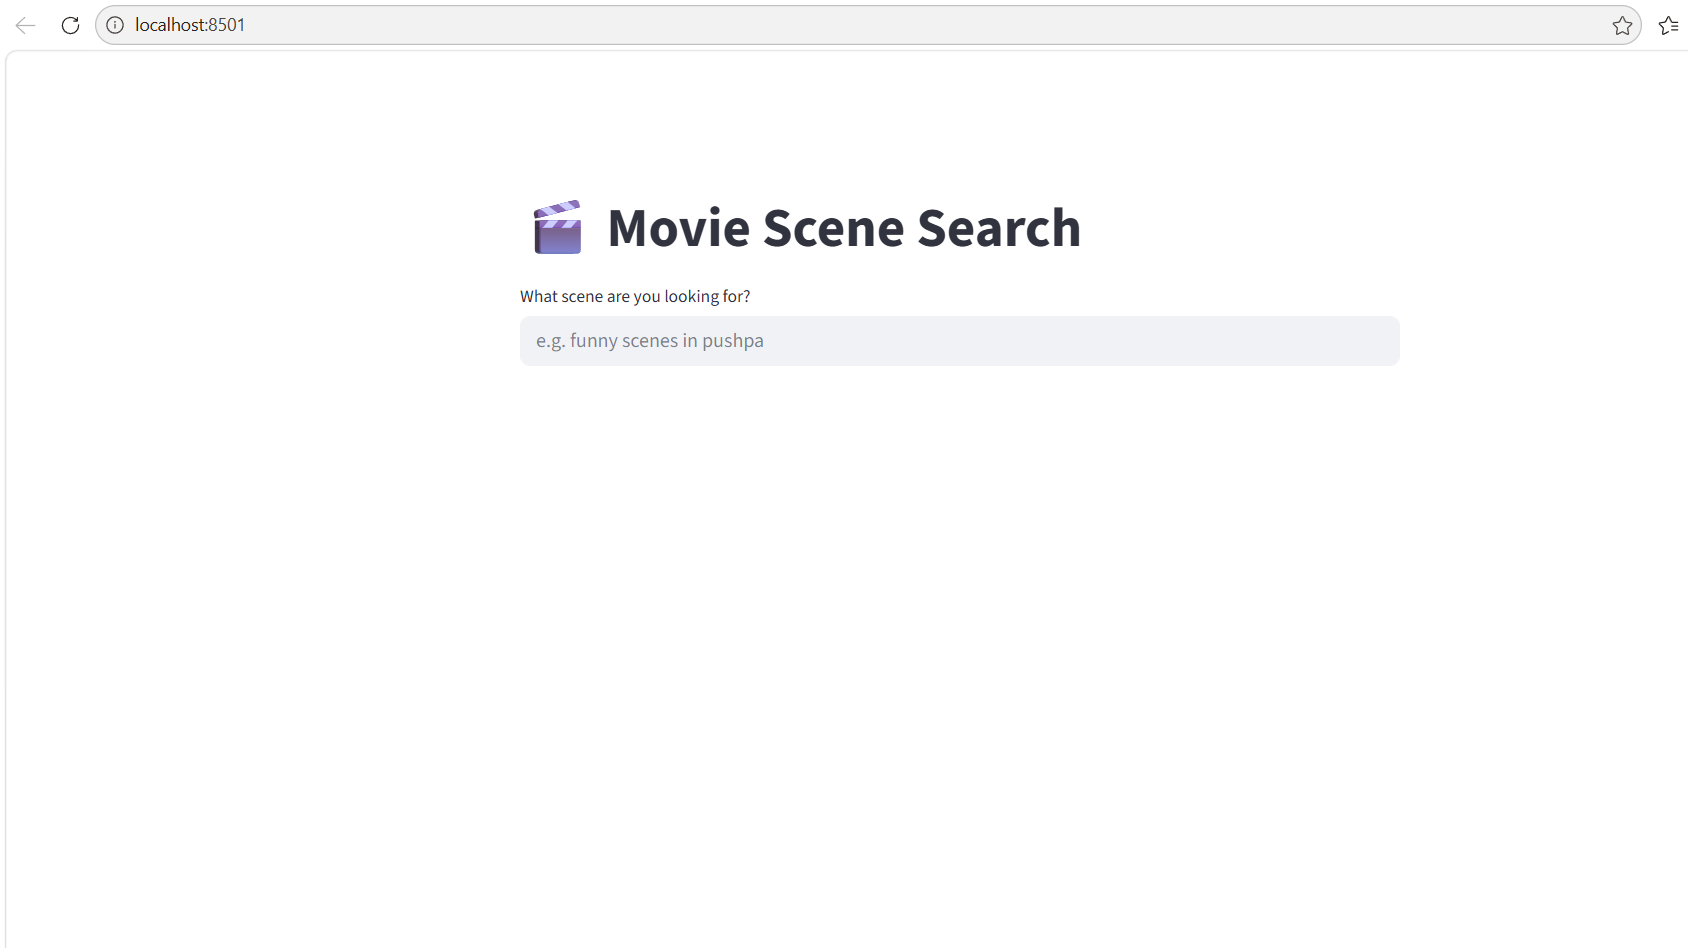 localhost:8501
Movie Scene Search
What scene are you looking for?
e.g. funny scenes in pushpa